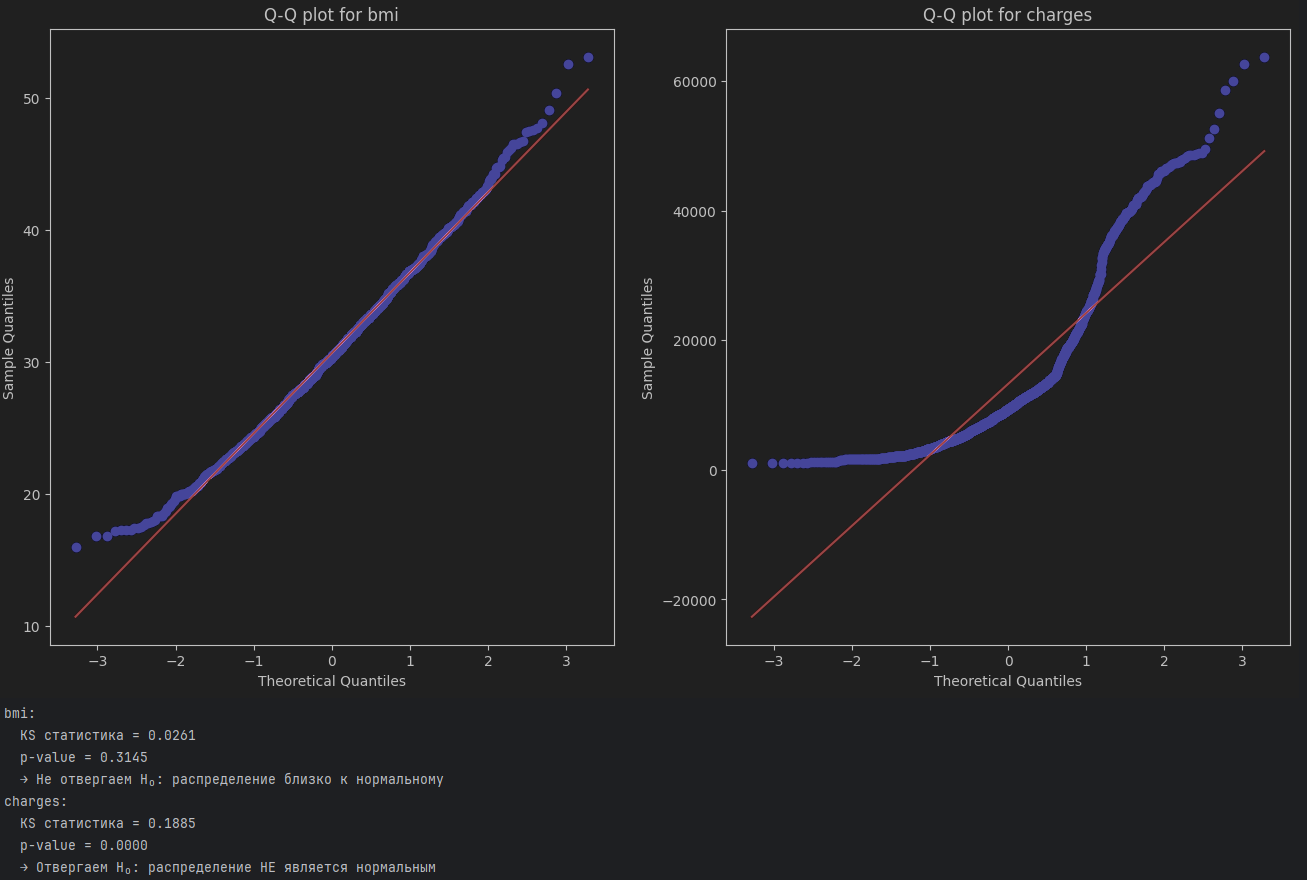 Q-Q plot for bmi
Sample Quantiles
50
40
30
20
10
−3 −2 −1 0 1 2 3
Theoretical Quantiles
Q-Q plot for charges
Sample Quantiles
60000
40000
20000
0
−20000
−3 −2 −1 0 1 2 3
Theoretical Quantiles
bmi:
KS статистика = 0.0261
p-value = 0.3145
→ Не отвергаем H₀: распределение близко к нормальному
charges:
KS статистика = 0.1885
p-value = 0.0000
→ Отвергаем H₀: распределение НЕ является нормальным